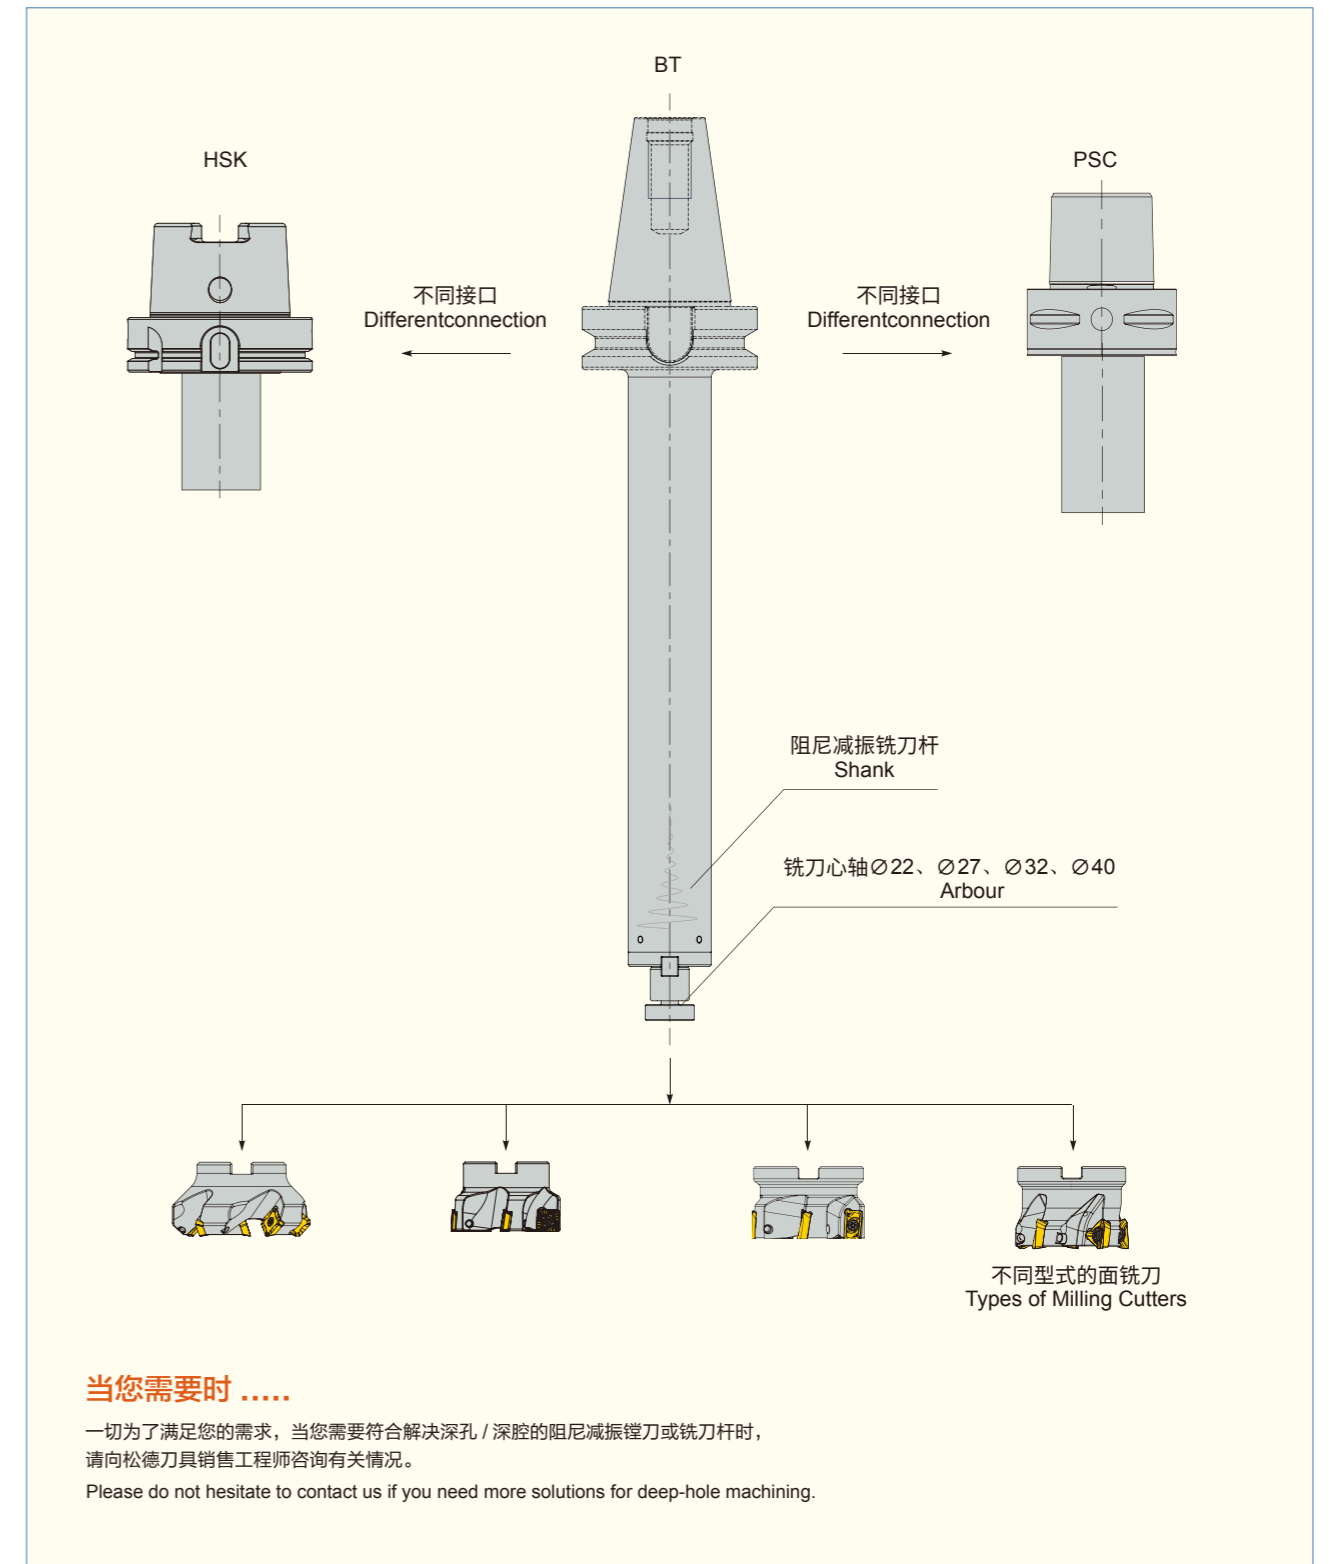 BT
HSK
PSC
不同接口
Differentconnection
不同接口
Differentconnection
阻尼减振铣刀杆
Shank
铣刀心轴∅22、∅27、∅32、∅40
Arbour
不同型式的面铣刀
Types of Milling Cutters
当您需要时 .....
一切为了满足您的需求，当您需要符合解决深孔 / 深腔的阻尼减振镗刀或铣刀杆时，
请向松德刀具销售工程师咨询有关情况。
Please do not hesitate to contact us if you need more solutions for deep-hole machining.